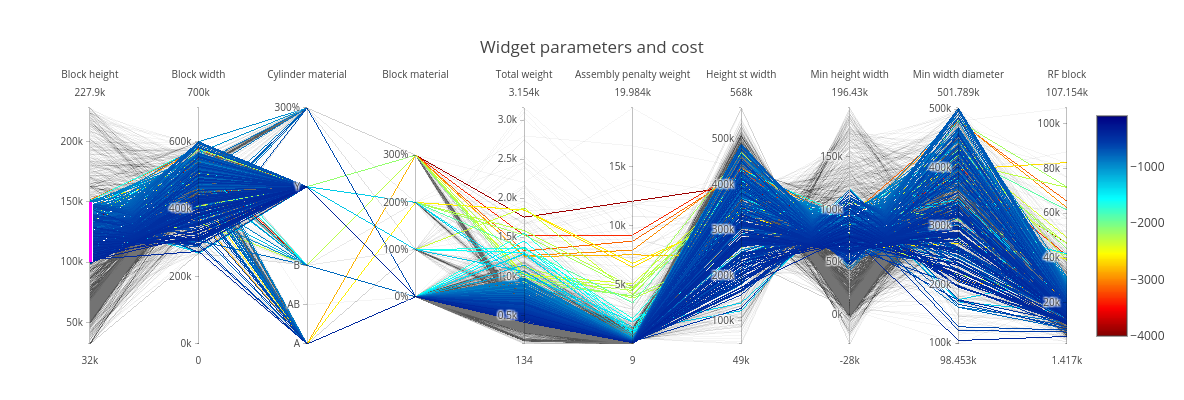 Widget parameters and cost
Block height Block width Cylinder material Block material Total weight Assembly penalty weight Height st width Min height width Min width diameter RF block
227.9k 700k 3.154k 19.984k 568k 196.43k 501.789k 107.154k
200k 150k 100k 50k
600k 400k 200k 0k
300% V B AB A
300% 200% 100% 0%
3.0k 2.5k 2.0k 1.5k 1.0k 0.5k
15k 10k 5k
500k 400k 300k 200k 100k
150k 100k 50k 0k
500k 400k 300k 200k 100k
100k 80k 60k 40k 20k
32k 0 134 9 49k -28k 98.453k 1.417k
−1000
−2000
−3000
−4000